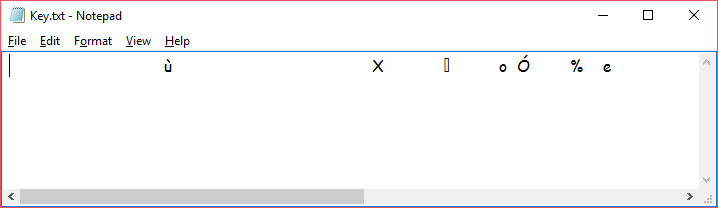 Key.txt - Notepad
File Edit Format View Help
ù X ▯ o Ó % e